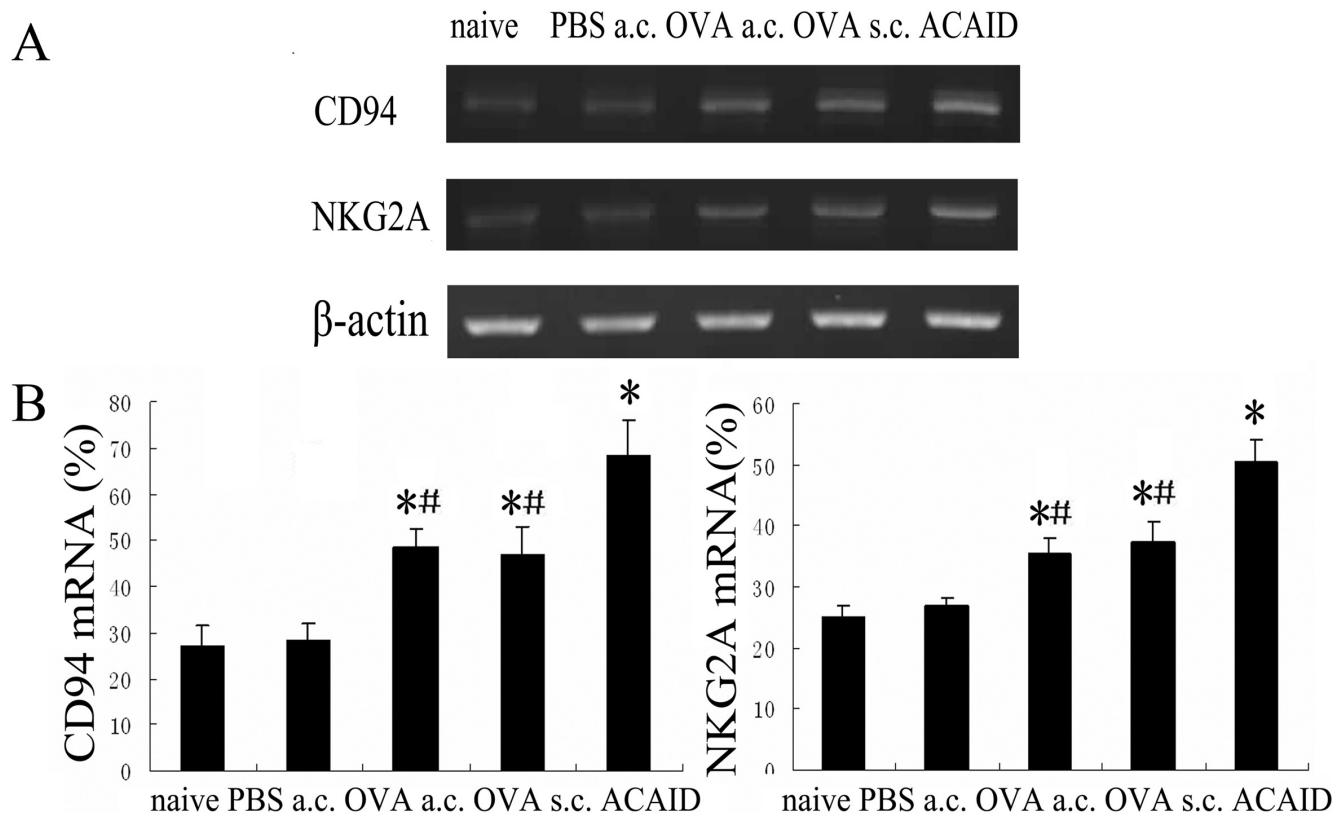 A
naive PBS a.c. OVA a.c. OVA s.c. ACAID
CD94
NKG2A
β-actin
B
CD94 mRNA (%)
80
70
60
50
40
30
20
10
0
*#
*#
*
naive PBS a.c. OVA a.c. OVA s.c. ACAID
NKG2A mRNA(%)
60
50
40
30
20
10
0
*#
*#
*
naive PBS a.c. OVA a.c. OVA s.c. ACAID